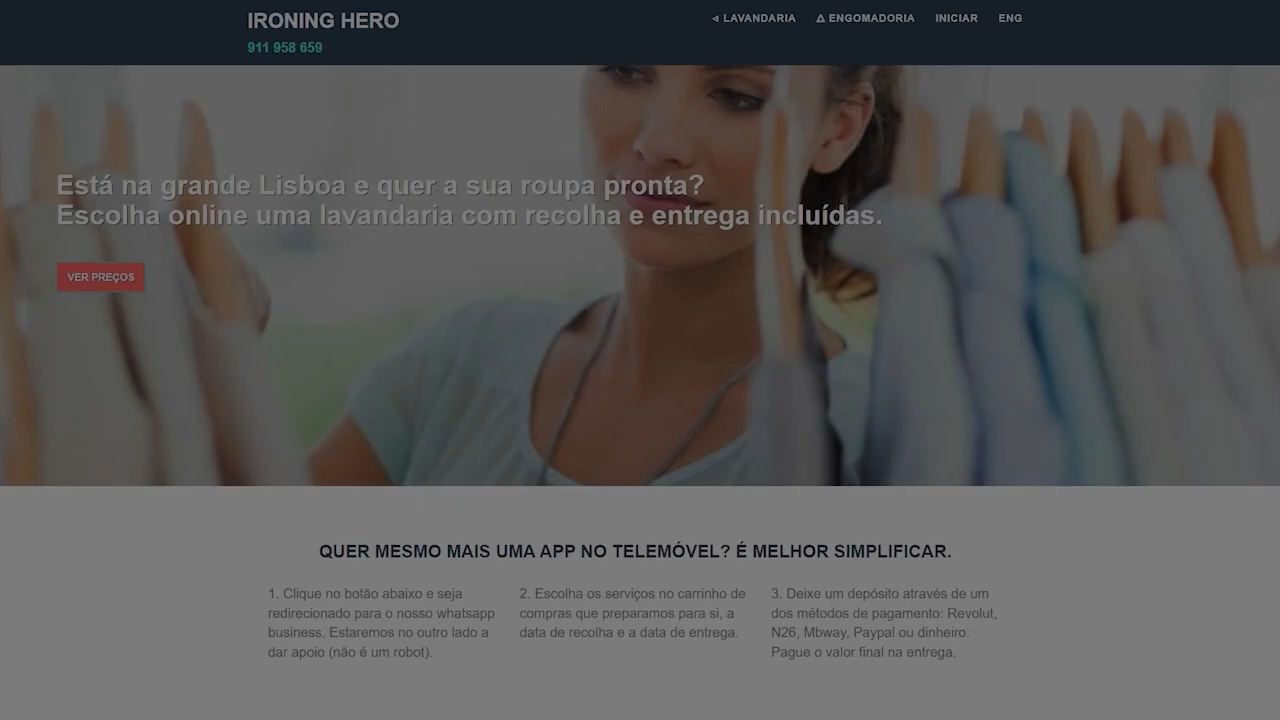 IRONING HERO
911 958 659
⊲ LAVANDARIA △ ENGOMADORIA INICIAR ENG
Está na grande Lisboa e quer a sua roupa pronta?
Escolha online uma lavandaria com recolha e entrega incluídas.
VER PREÇOS
QUER MESMO MAIS UMA APP NO TELEMÓVEL? É MELHOR SIMPLIFICAR.
1. Clique no botão abaixo e seja
redirecionado para o nosso whatsapp
business. Estaremos no outro lado a
dar apoio (não é um robot).
2. Escolha os serviços no carrinho de
compras que preparamos para si, a
data de recolha e a data de entrega.
3. Deixe um depósito através de um
dos métodos de pagamento: Revolut,
N26, Mbway, Paypal ou dinheiro.
Pague o valor final na entrega.